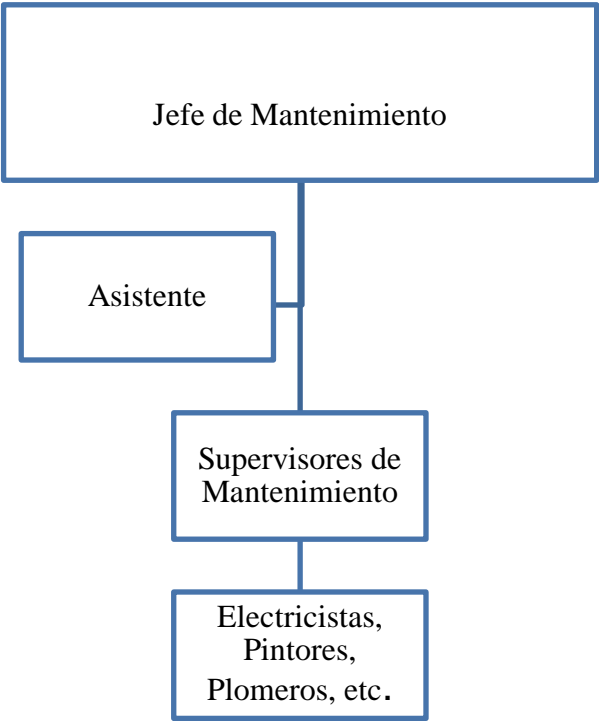 Jefe de Mantenimiento
Asistente
Supervisores de
Mantenimiento
Electricistas,
Pintores,
Plomeros, etc.